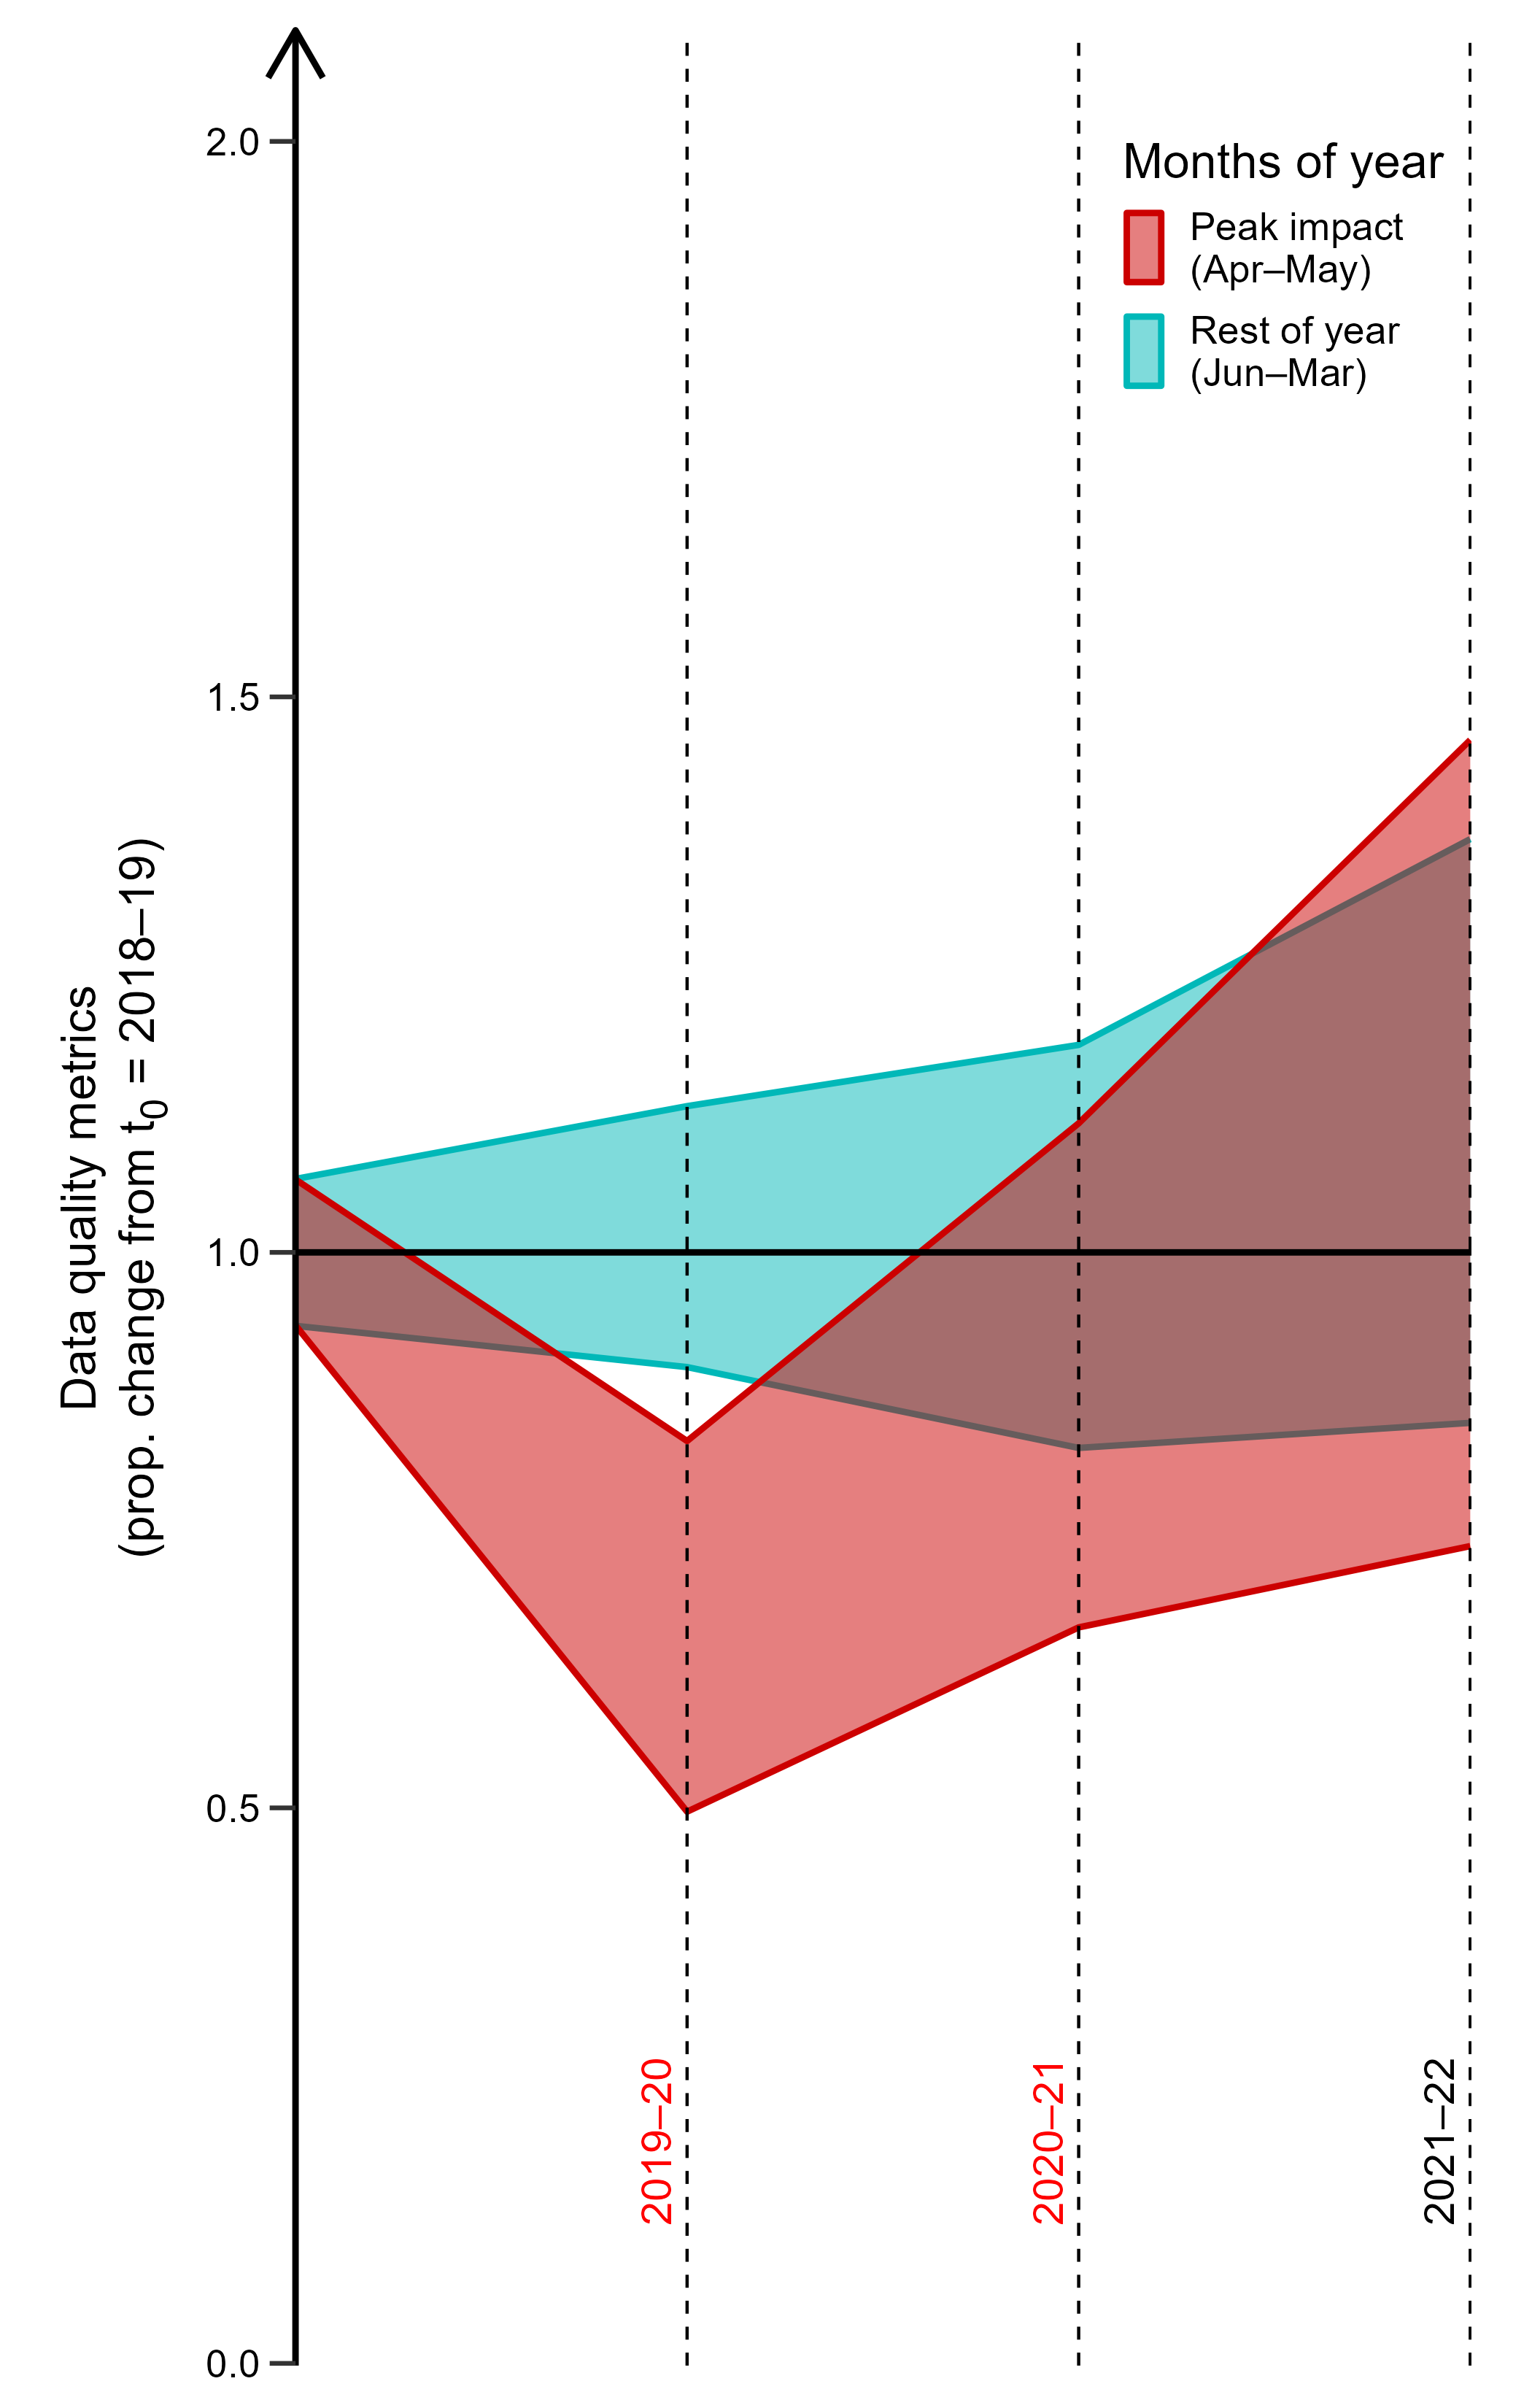 Data quality metrics
(prop. change from t₀ = 2018–19)
2.0
1.5
1.0
0.5
0.0
Months of year
Peak impact
(Apr–May)
Rest of year
(Jun–Mar)
2019–20
2020–21
2021–22